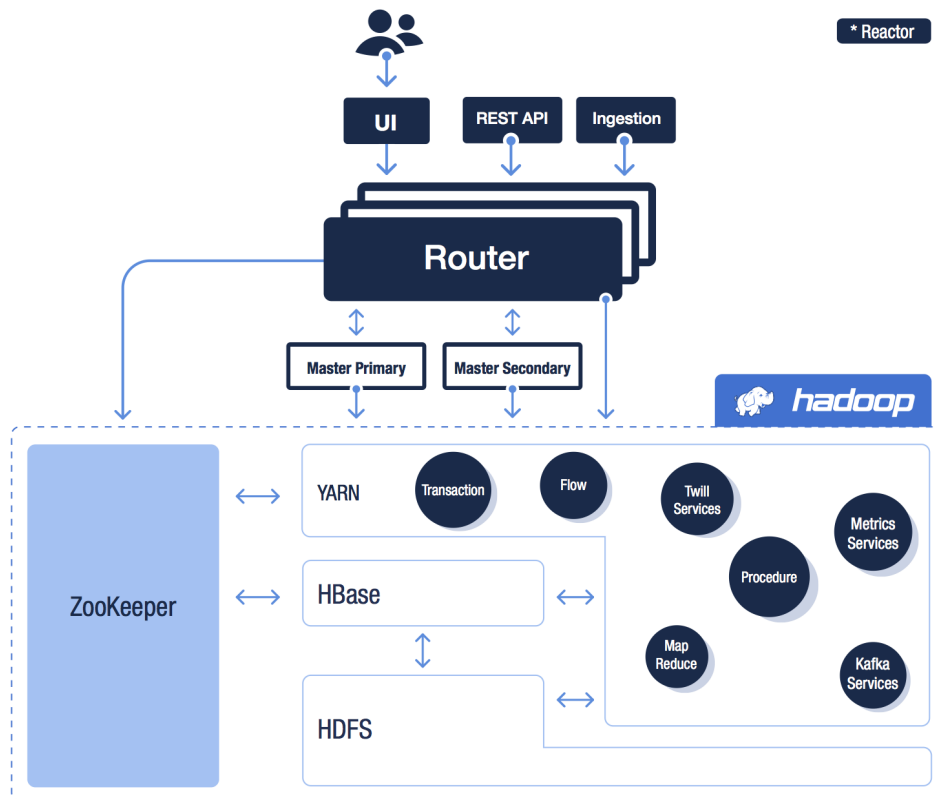 * Reactor
UI
REST API
Ingestion
Router
Master Primary
Master Secondary
hadoop
YARN
Transaction
Flow
Twill
Services
Metrics
Services
Procedure
ZooKeeper
HBase
Map
Reduce
Kafka
Services
HDFS